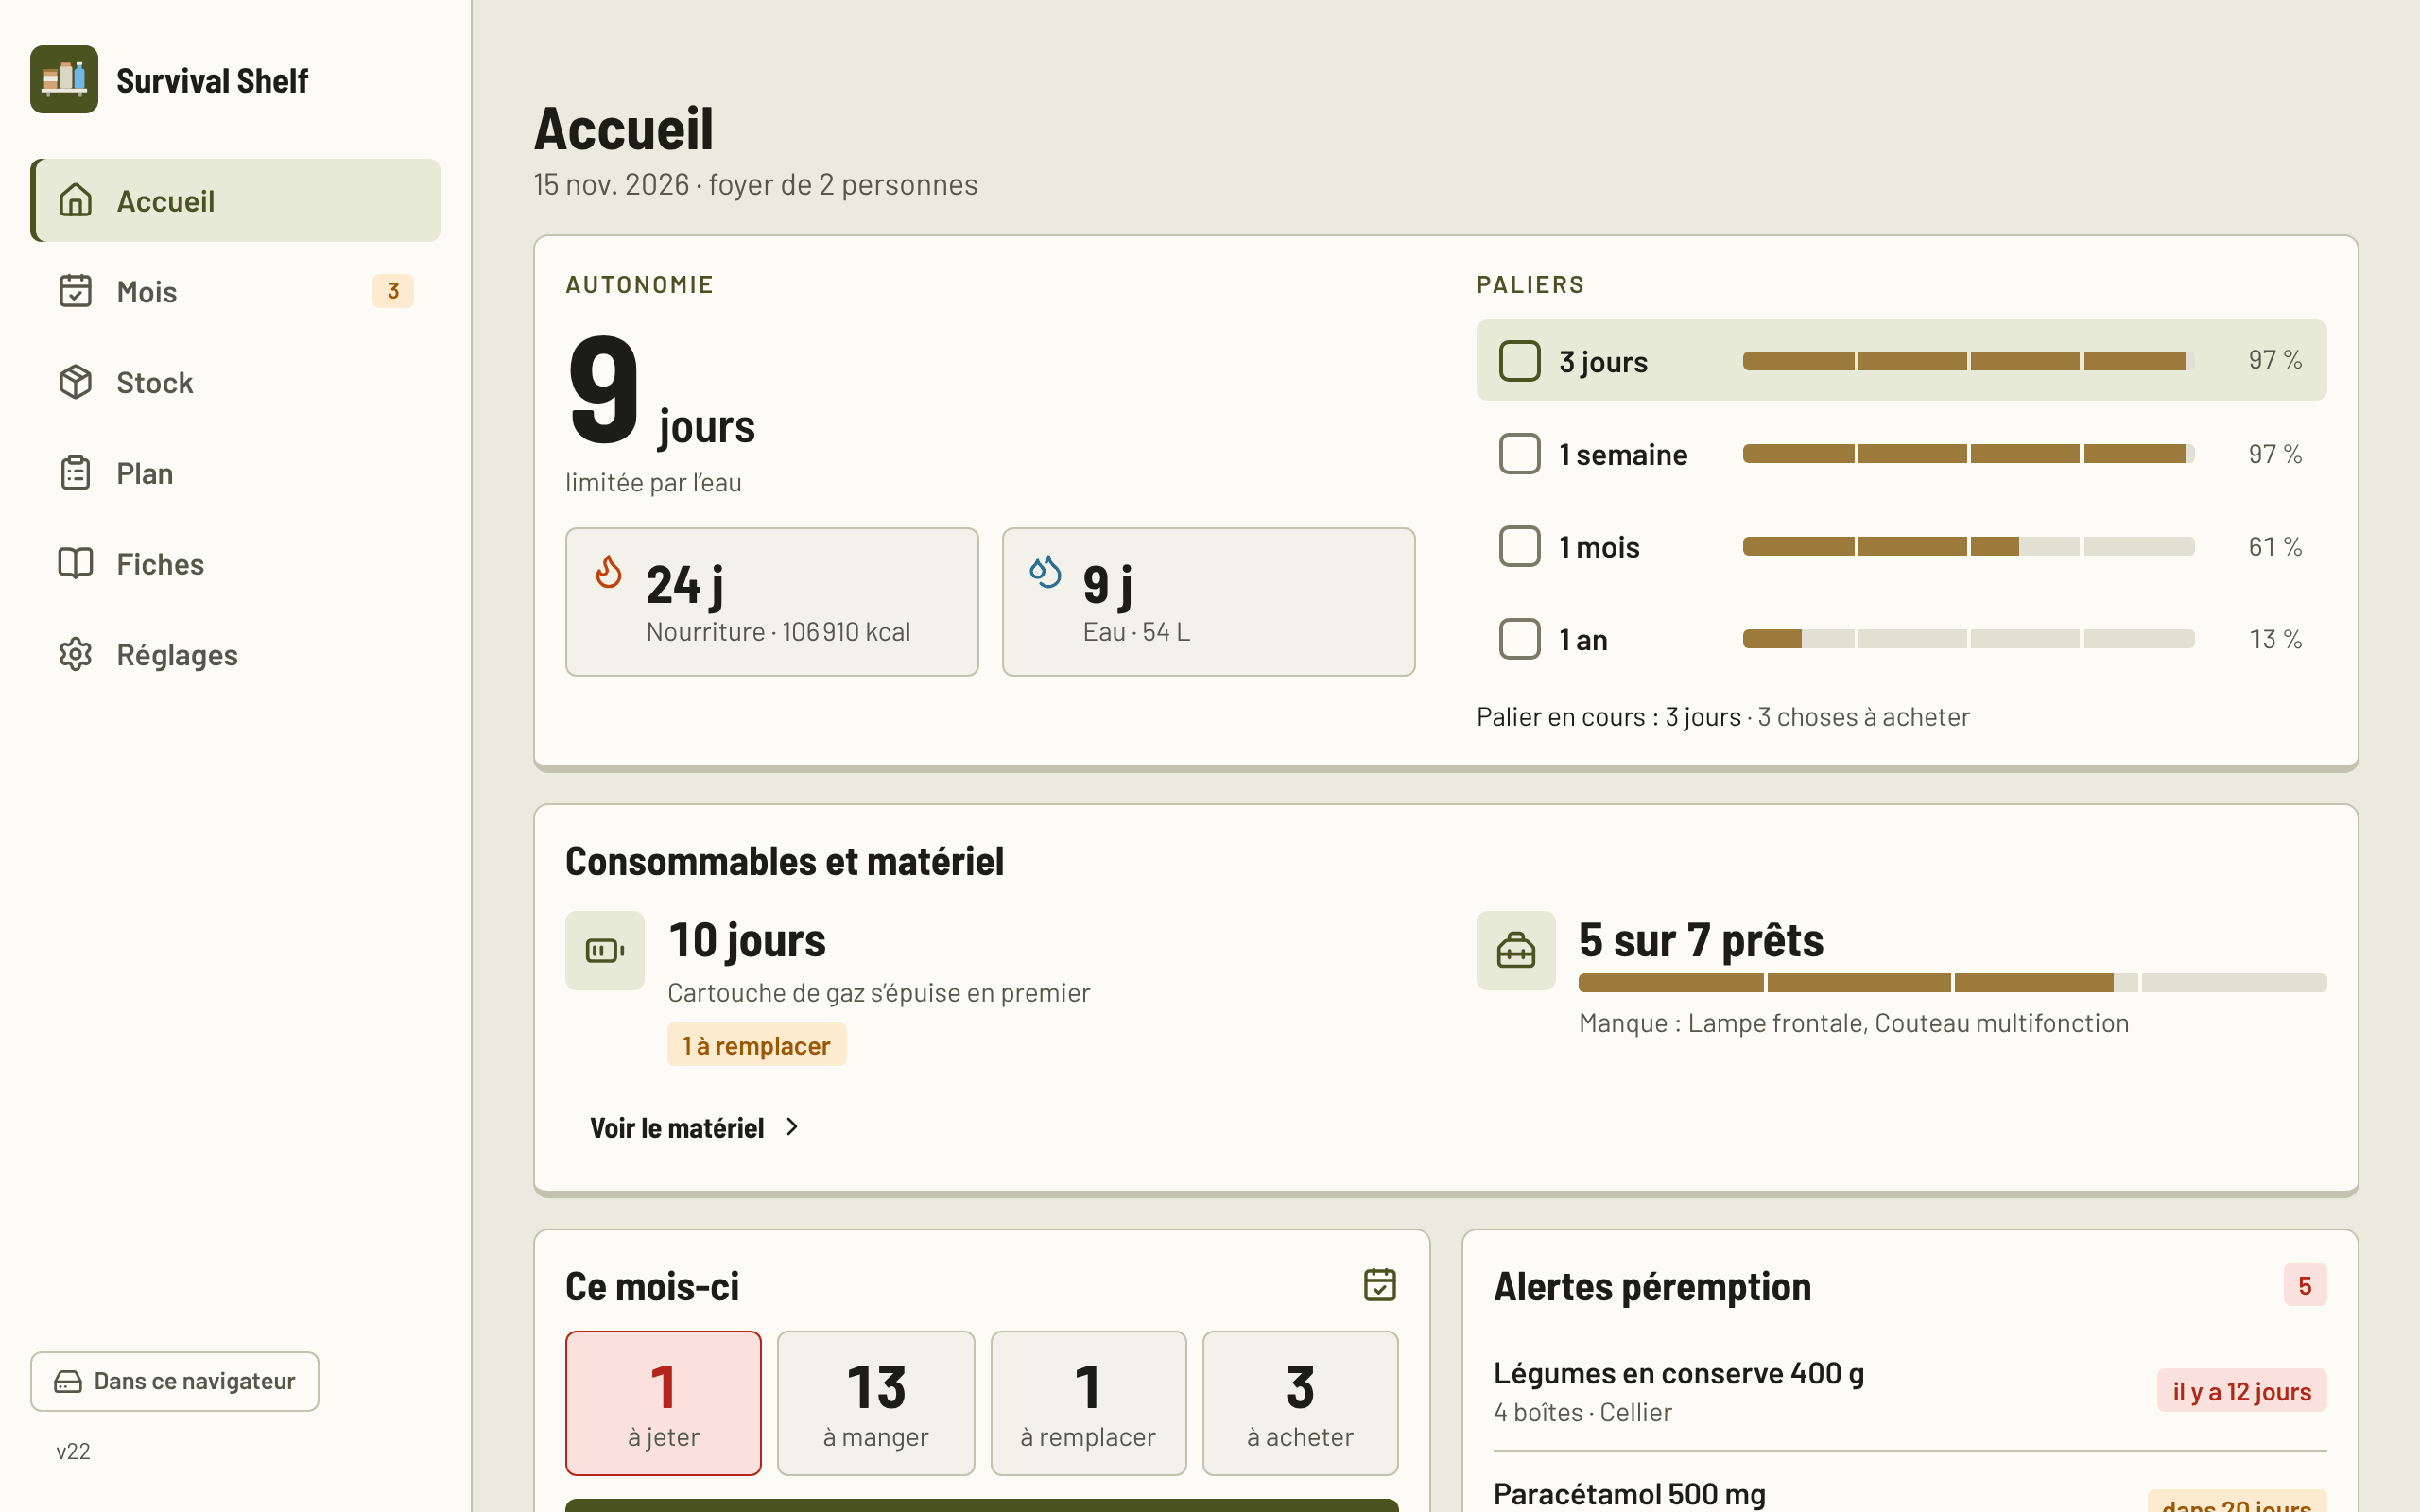 Survival Shelf
Accueil
Mois
3
Stock
Plan
Fiches
Réglages
Dans ce navigateur
v22
Accueil
15 nov. 2026 · foyer de 2 personnes
AUTONOMIE
9 jours
limitée par l’eau
24 j
Nourriture · 106 910 kcal
9 j
Eau · 54 L
PALIERS
3 jours 97 %
1 semaine 97 %
1 mois 61 %
1 an 13 %
Palier en cours : 3 jours · 3 choses à acheter
Consommables et matériel
10 jours
Cartouche de gaz s’épuise en premier
1 à remplacer
5 sur 7 prêts
Manque : Lampe frontale, Couteau multifonction
Voir le matériel
Ce mois-ci
1
à jeter
13
à manger
1
à remplacer
3
à acheter
Alertes péremption
5
Légumes en conserve 400 g
4 boîtes · Cellier
il y a 12 jours
Paracétamol 500 mg
dans 20 jours